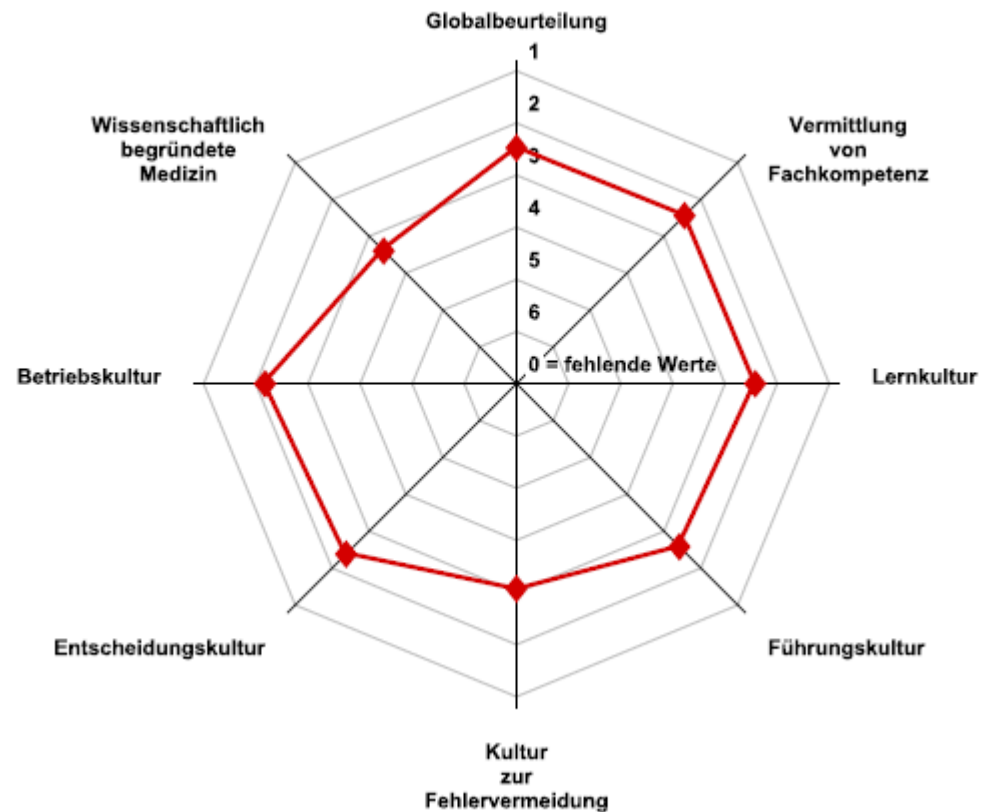 Globalbeurteilung
1
2
3
4
5
6
0 = fehlende Werte
Vermittlung
von
Fachkompetenz
Lernkultur
Führungskultur
Kultur
zur
Fehlervermeidung
Entscheidungskultur
Betriebskultur
Wissenschaftlich
begründete
Medizin